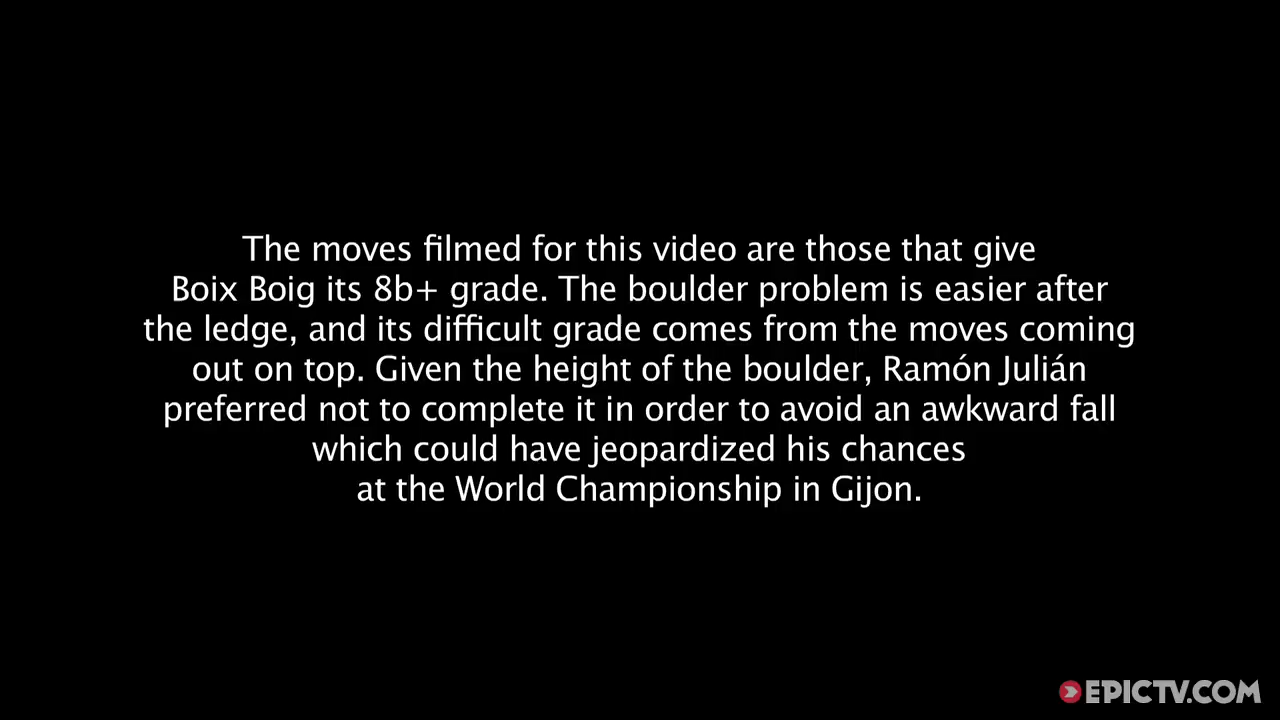 The moves filmed for this video are those that give
Boix Boig its 8b+ grade. The boulder problem is easier after
the ledge, and its difficult grade comes from the moves coming
out on top. Given the height of the boulder, Ramón Julián
preferred not to complete it in order to avoid an awkward fall
which could have jeopardized his chances
at the World Championship in Gijon.
EPICTV.COM